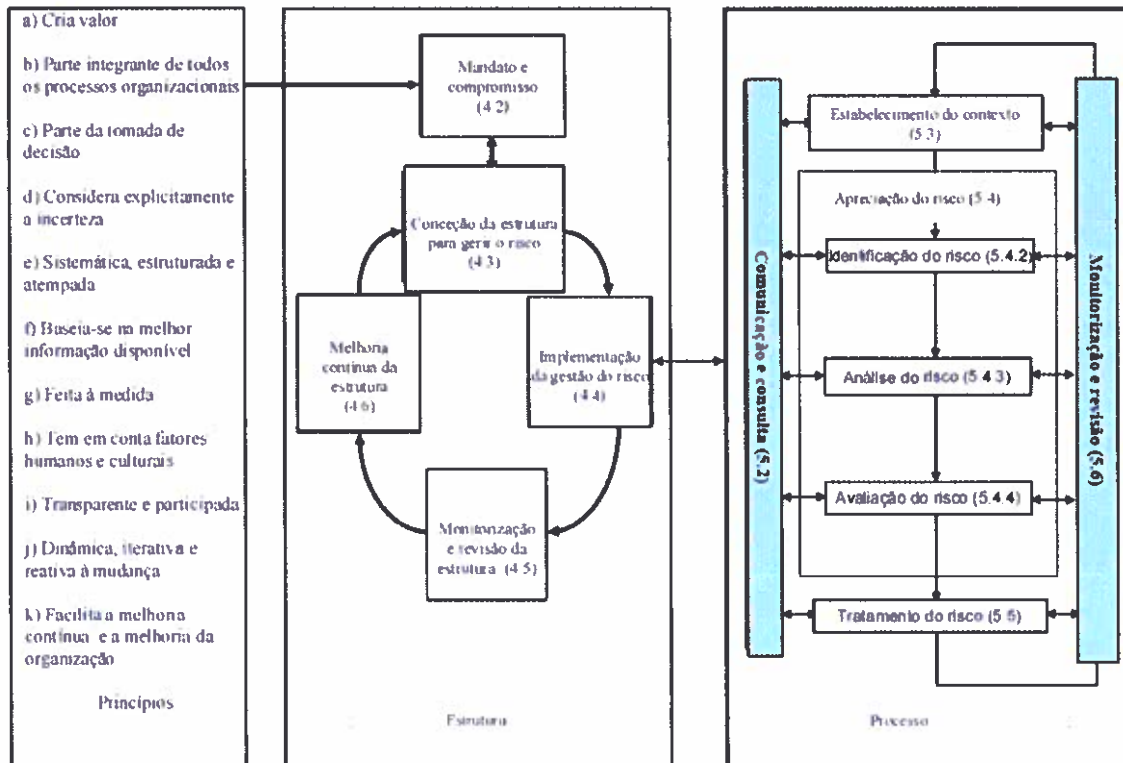 a) Cria valor
b) Parte integrante de todos
os processos organizacionais
c) Parte da tomada de
decisão
d) Considera explicitamente
a incerteza
e) Sistemática, estruturada e
atempada
f) Baseia-se na melhor
informação disponível
g) Feita à medida
h) Tem em conta fatores
humanos e culturais
i) Transparente e participada
j) Dinâmica, iterativa e
reativa à mudança
k) Facilita a melhoria
contínua e a melhoria da
organização
Princípios
Mandato e
compromisso
(4.2)
Conceção da estrutura
para gerir o risco
(4.3)
Melhoria
contínua da
estrutura
(4.6)
Implementação
da gestão do risco
(4.4)
Monitorização
e revisão da
estrutura (4.5)
Estrutura
Comunicação e consulta (5.2)
Estabelecimento do contexto
(5.3)
Apreciação do risco (5.4)
Identificação do risco (5.4.2)
Análise do risco (5.4.3)
Avaliação do risco (5.4.4)
Tratamento do risco (5.5)
Monitorização e revisão (5.6)
Processo